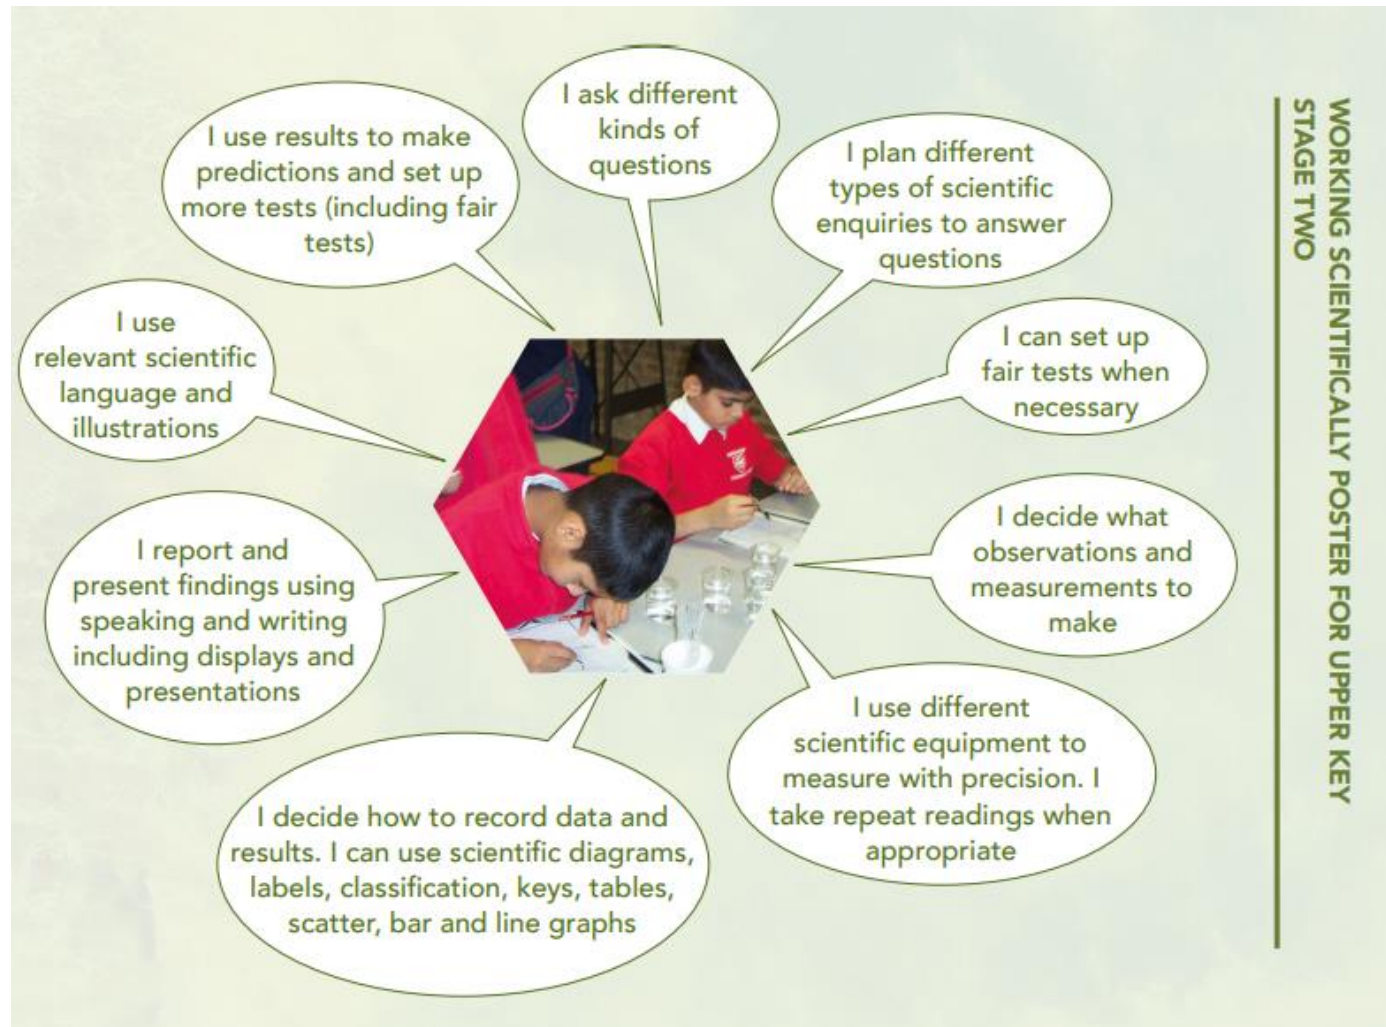 WORKING SCIENTIFICALLY POSTER FOR UPPER KEY
STAGE TWO
I ask different
kinds of
questions
I plan different
types of scientific
enquiries to answer
questions
I can set up
fair tests when
necessary
I decide what
observations and
measurements to
make
I use different
scientific equipment to
measure with precision. I
take repeat readings when
appropriate
I decide how to record data and
results. I can use scientific diagrams,
labels, classification, keys, tables,
scatter, bar and line graphs
I report and
present findings using
speaking and writing
including displays and
presentations
I use
relevant scientific
language and
illustrations
I use results to make
predictions and set up
more tests (including fair
tests)